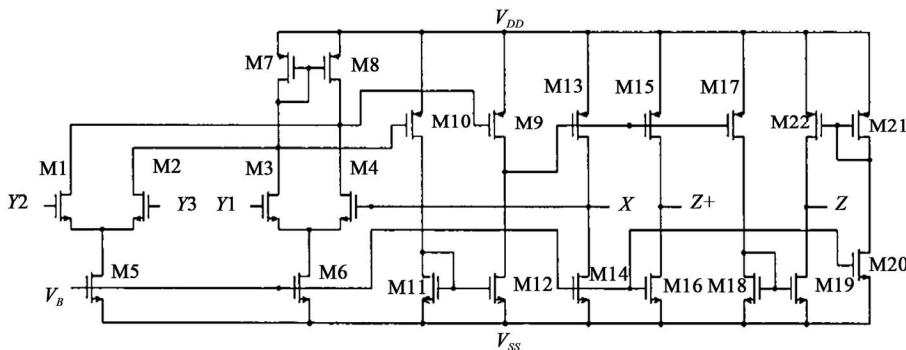 V_DD
M7 M8 M13 M15 M17
M10 M9 M22 M21
M1 M2 M3 M4
Y2 Y3 Y1 X Z+ Z
M5 M6 M11 M12 M14 M16 M18 M19 M20
V_B
V_SS